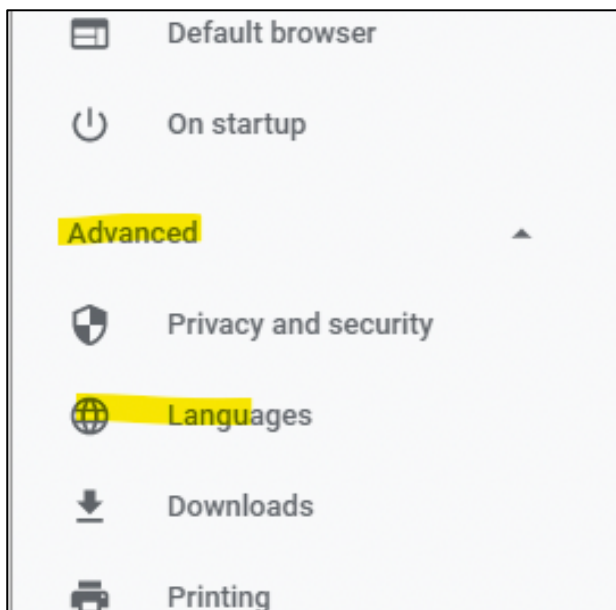 Default browser
On startup
Advanced
Privacy and security
Languages
Downloads
Printing